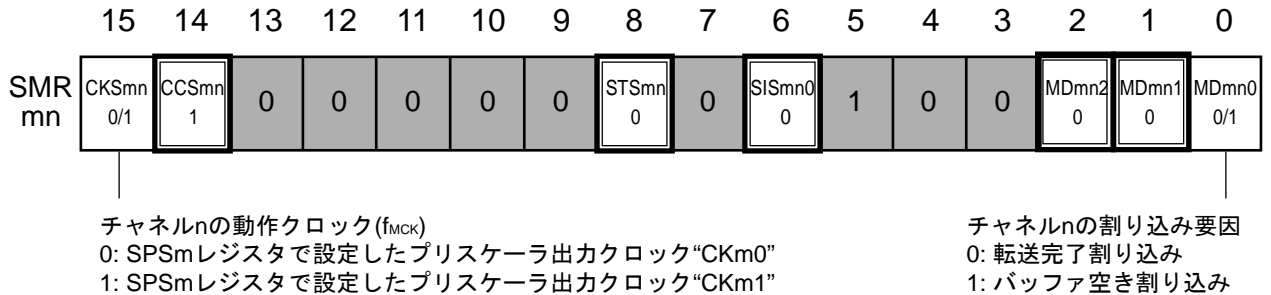 15 14 13 12 11 10 9 8 7 6 5 4 3 2 1 0
SMR
mn
CKSmn CCSmn STSmn SISmn0 MDmn2 MDmn1 MDmn0
0/1 1 0 0 0 0 0 0 0 0 1 0 0 0 0 0/1
チャネルnの動作クロック(fMCK)
0: SPSmレジスタで設定したプリスケーラ出力クロック“CKm0”
1: SPSmレジスタで設定したプリスケーラ出力クロック“CKm1”
チャネルnの割り込み要因
0: 転送完了割り込み
1: バッファ空き割り込み